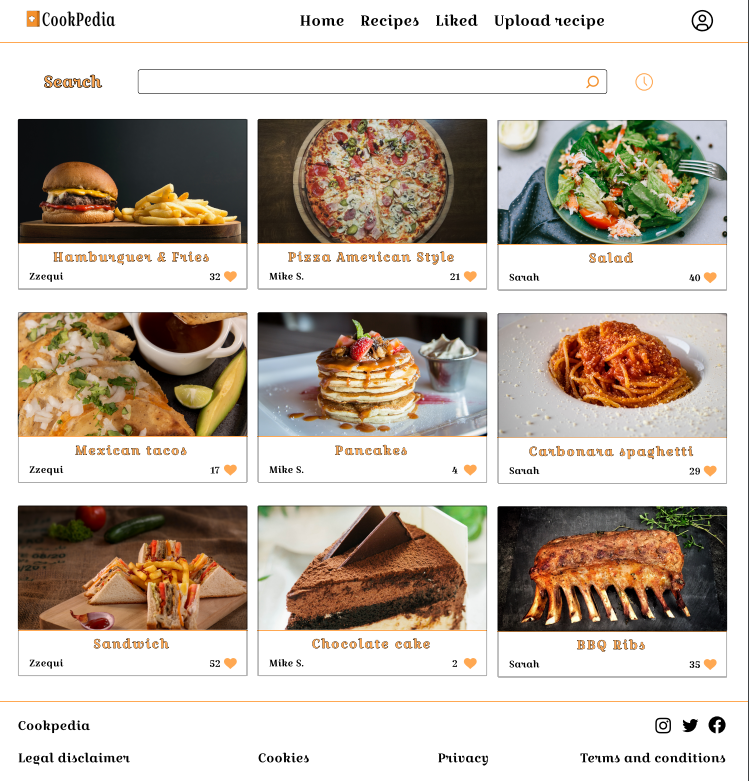 CookPedia
Home Recipes Liked Upload recipe
Search
Hamburguer & Fries
Zzequi 32
Pizza American Style
Mike S. 21
Salad
Sarah 40
Mexican tacos
Zzequi 17
Pancakes
Mike S. 4
Carbonara spaghetti
Sarah 29
Sandwich
Zzequi 52
Chocolate cake
Mike S. 2
BBQ Ribs
Sarah 35
Cookpedia
Legal disclaimer Cookies Privacy Terms and conditions